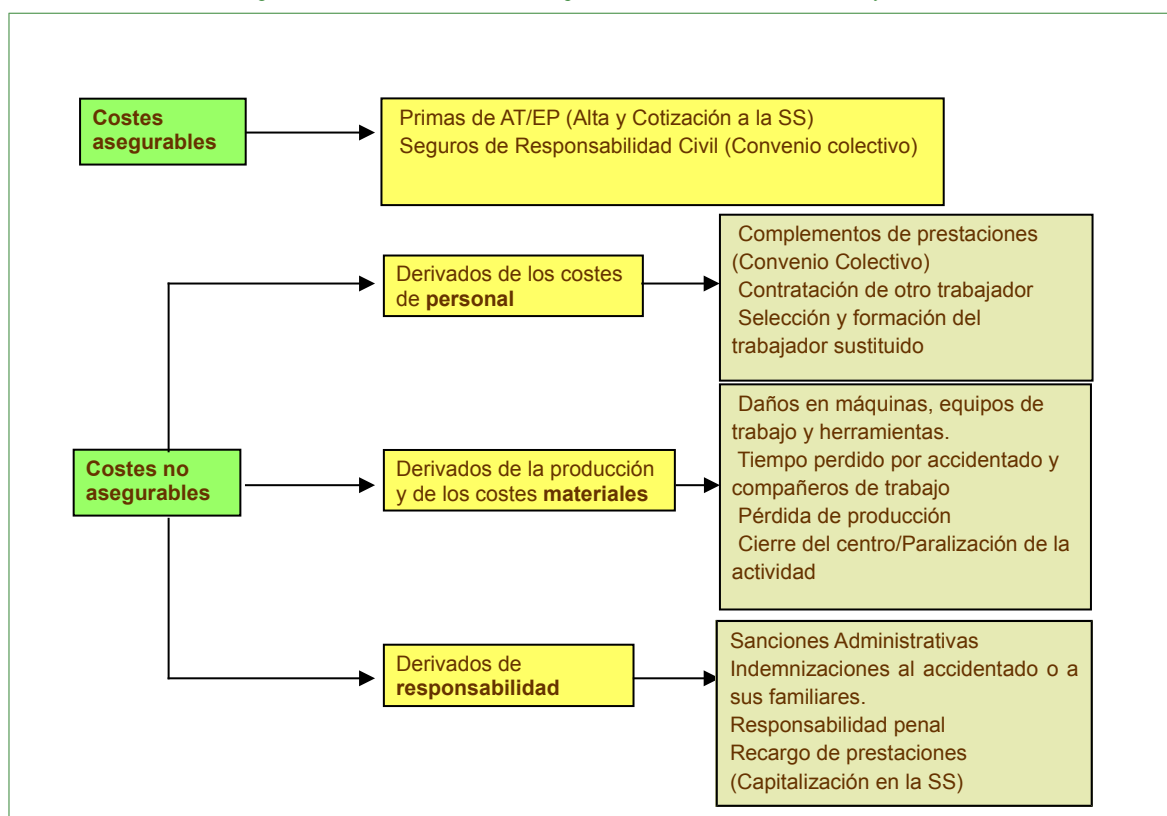 Costes
asegurables
Primas de AT/EP (Alta y Cotización a la SS)
Seguros de Responsabilidad Civil (Convenio colectivo)
Derivados de los costes
de personal
Complementos de prestaciones
(Convenio Colectivo)
Contratación de otro trabajador
Selección y formación del
trabajador sustituido
Costes no
asegurables
Derivados de la producción
y de los costes materiales
Daños en máquinas, equipos de
trabajo y herramientas.
Tiempo perdido por accidentado y
compañeros de trabajo
Pérdida de producción
Cierre del centro/Paralización de la
actividad
Derivados de
responsabilidad
Sanciones Administrativas
Indemnizaciones al accidentado o a
sus familiares.
Responsabilidad penal
Recargo de prestaciones
(Capitalización en la SS)